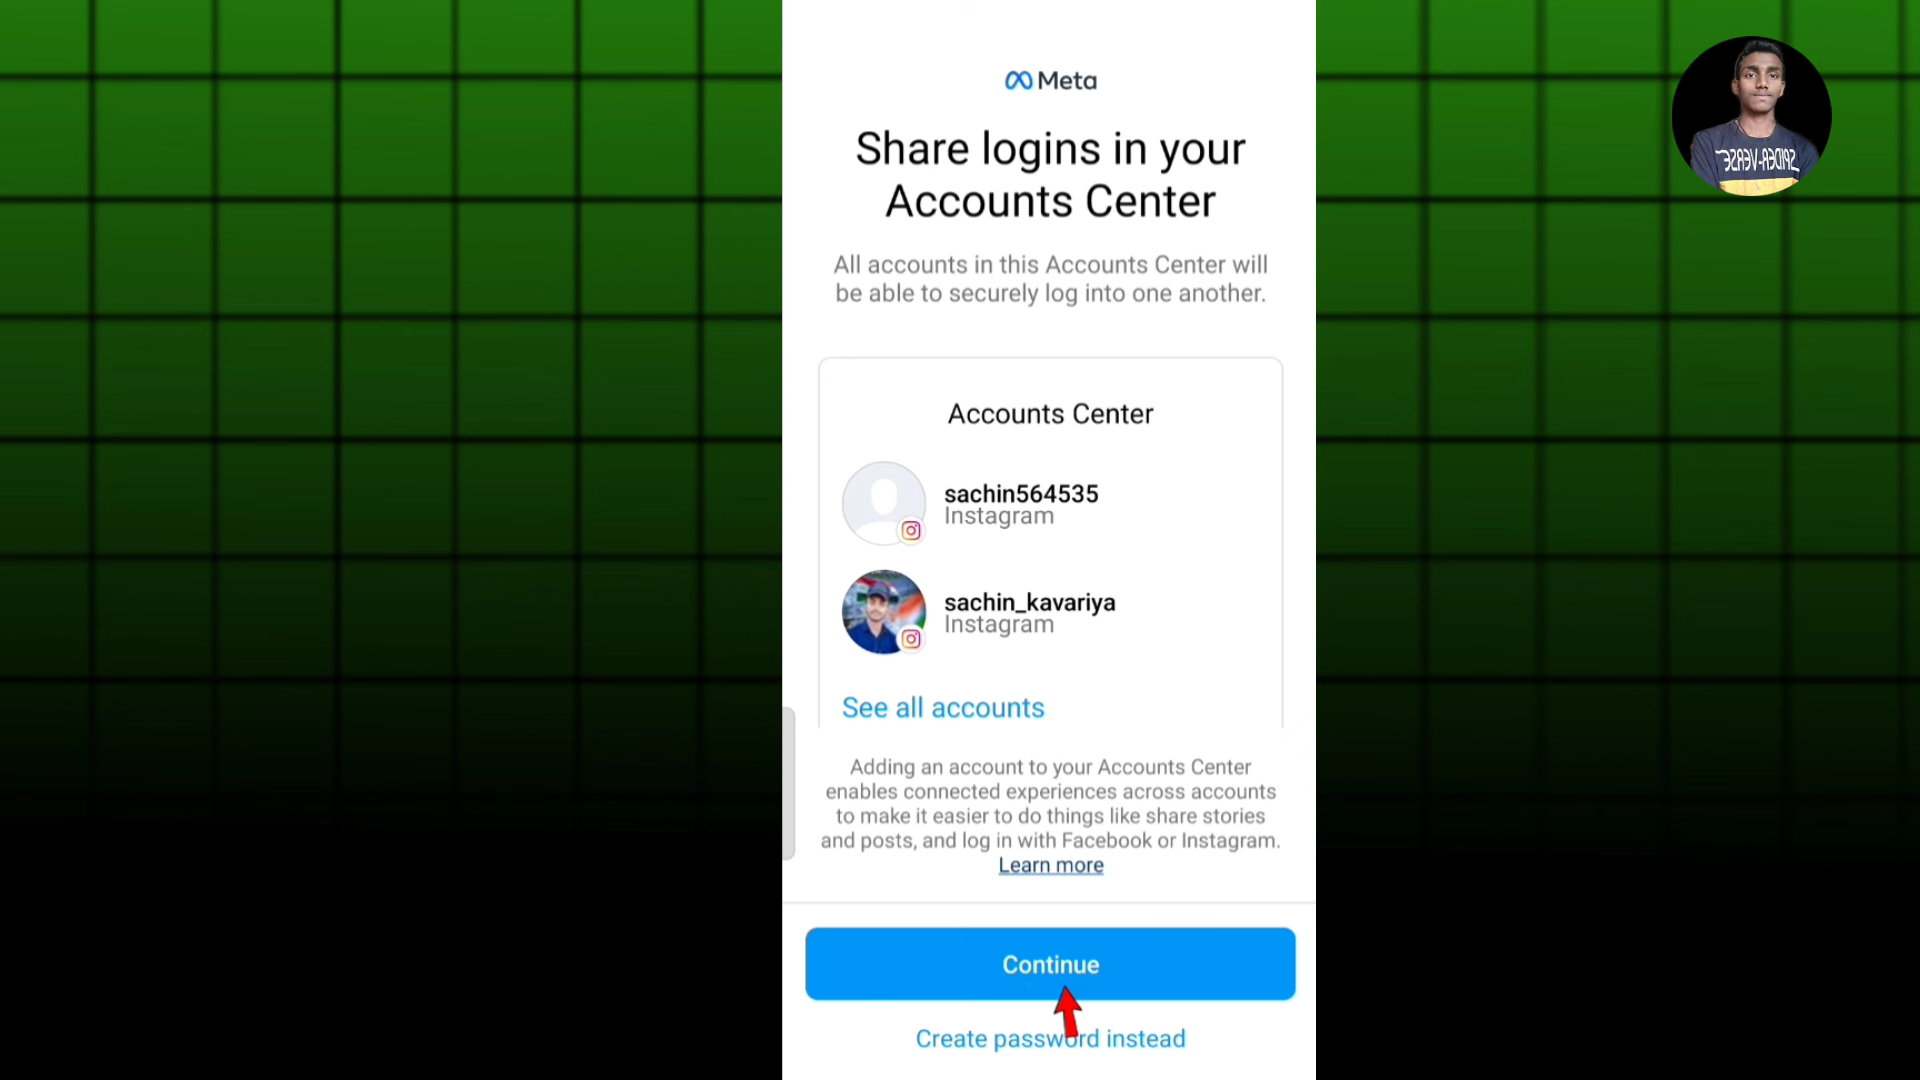 Meta
Share logins in your
Accounts Center
All accounts in this Accounts Center will
be able to securely log into one another.
Accounts Center
sachin564535
Instagram
sachin_kavariya
Instagram
See all accounts
Adding an account to your Accounts Center
enables connected experiences across accounts
to make it easier to do things like share stories
and posts, and log in with Facebook or Instagram.
Learn more
Continue
Create password instead
SPIDER-VERSE